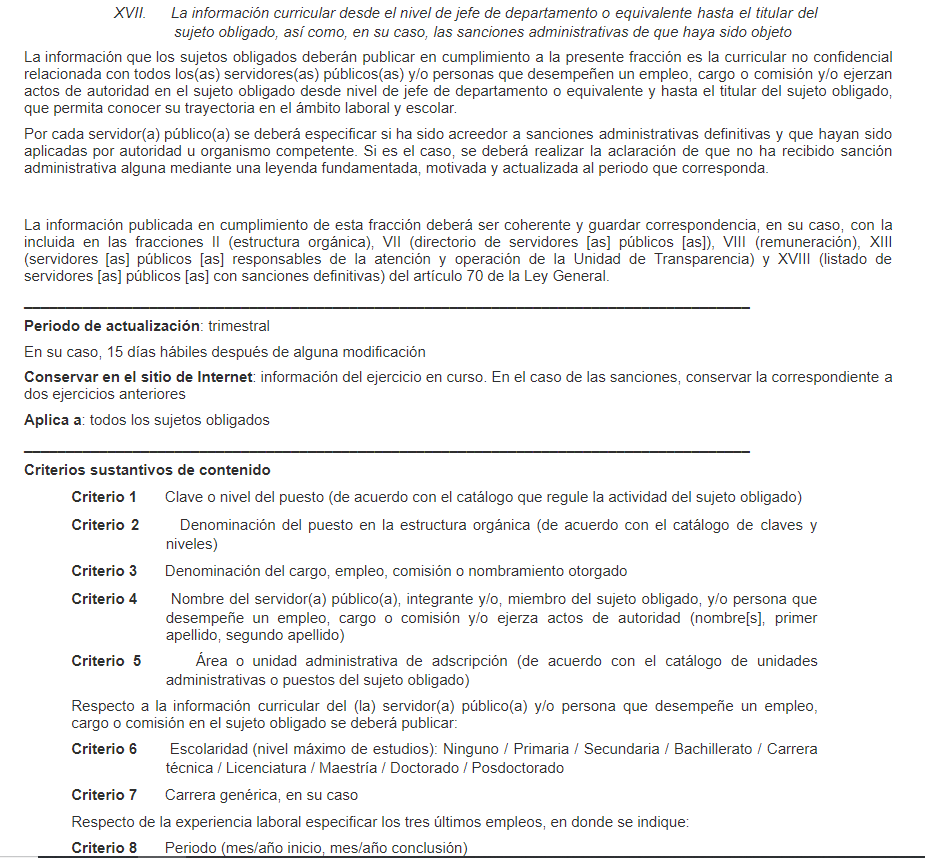 XVII. La información curricular desde el nivel de jefe de departamento o equivalente hasta el titular del
sujeto obligado, así como, en su caso, las sanciones administrativas de que haya sido objeto
La información que los sujetos obligados deberán publicar en cumplimiento a la presente fracción es la curricular no confidencial
relacionada con todos los(as) servidores(as) públicos(as) y/o personas que desempeñen un empleo, cargo o comisión y/o ejerzan
actos de autoridad en el sujeto obligado desde nivel de jefe de departamento o equivalente y hasta el titular del sujeto obligado,
que permita conocer su trayectoria en el ámbito laboral y escolar.
Por cada servidor(a) público(a) se deberá especificar si ha sido acreedor a sanciones administrativas definitivas y que hayan sido
aplicadas por autoridad u organismo competente. Si es el caso, se deberá realizar la aclaración de que no ha recibido sanción
administrativa alguna mediante una leyenda fundamentada, motivada y actualizada al periodo que corresponda.
La información publicada en cumplimiento de esta fracción deberá ser coherente y guardar correspondencia, en su caso, con la
incluida en las fracciones II (estructura orgánica), VII (directorio de servidores [as] públicos [as]), VIII (remuneración), XIII
(servidores [as] públicos [as] responsables de la atención y operación de la Unidad de Transparencia) y XVIII (listado de
servidores [as] públicos [as] con sanciones definitivas) del artículo 70 de la Ley General.
Periodo de actualización: trimestral
En su caso, 15 días hábiles después de alguna modificación
Conservar en el sitio de Internet: información del ejercicio en curso. En el caso de las sanciones, conservar la correspondiente a
dos ejercicios anteriores
Aplica a: todos los sujetos obligados
Criterios sustantivos de contenido
Criterio 1 Clave o nivel del puesto (de acuerdo con el catálogo que regule la actividad del sujeto obligado)
Criterio 2 Denominación del puesto en la estructura orgánica (de acuerdo con el catálogo de claves y
niveles)
Criterio 3 Denominación del cargo, empleo, comisión o nombramiento otorgado
Criterio 4 Nombre del servidor(a) público(a), integrante y/o, miembro del sujeto obligado, y/o persona que
desempeñe un empleo, cargo o comisión y/o ejerza actos de autoridad (nombre[s], primer
apellido, segundo apellido)
Criterio 5 Área o unidad administrativa de adscripción (de acuerdo con el catálogo de unidades
administrativas o puestos del sujeto obligado)
Respecto a la información curricular del (la) servidor(a) público(a) y/o persona que desempeñe un empleo,
cargo o comisión en el sujeto obligado se deberá publicar:
Criterio 6 Escolaridad (nivel máximo de estudios): Ninguno / Primaria / Secundaria / Bachillerato / Carrera
técnica / Licenciatura / Maestría / Doctorado / Posdoctorado
Criterio 7 Carrera genérica, en su caso
Respecto de la experiencia laboral especificar los tres últimos empleos, en donde se indique:
Criterio 8 Periodo (mes/año inicio, mes/año conclusión)